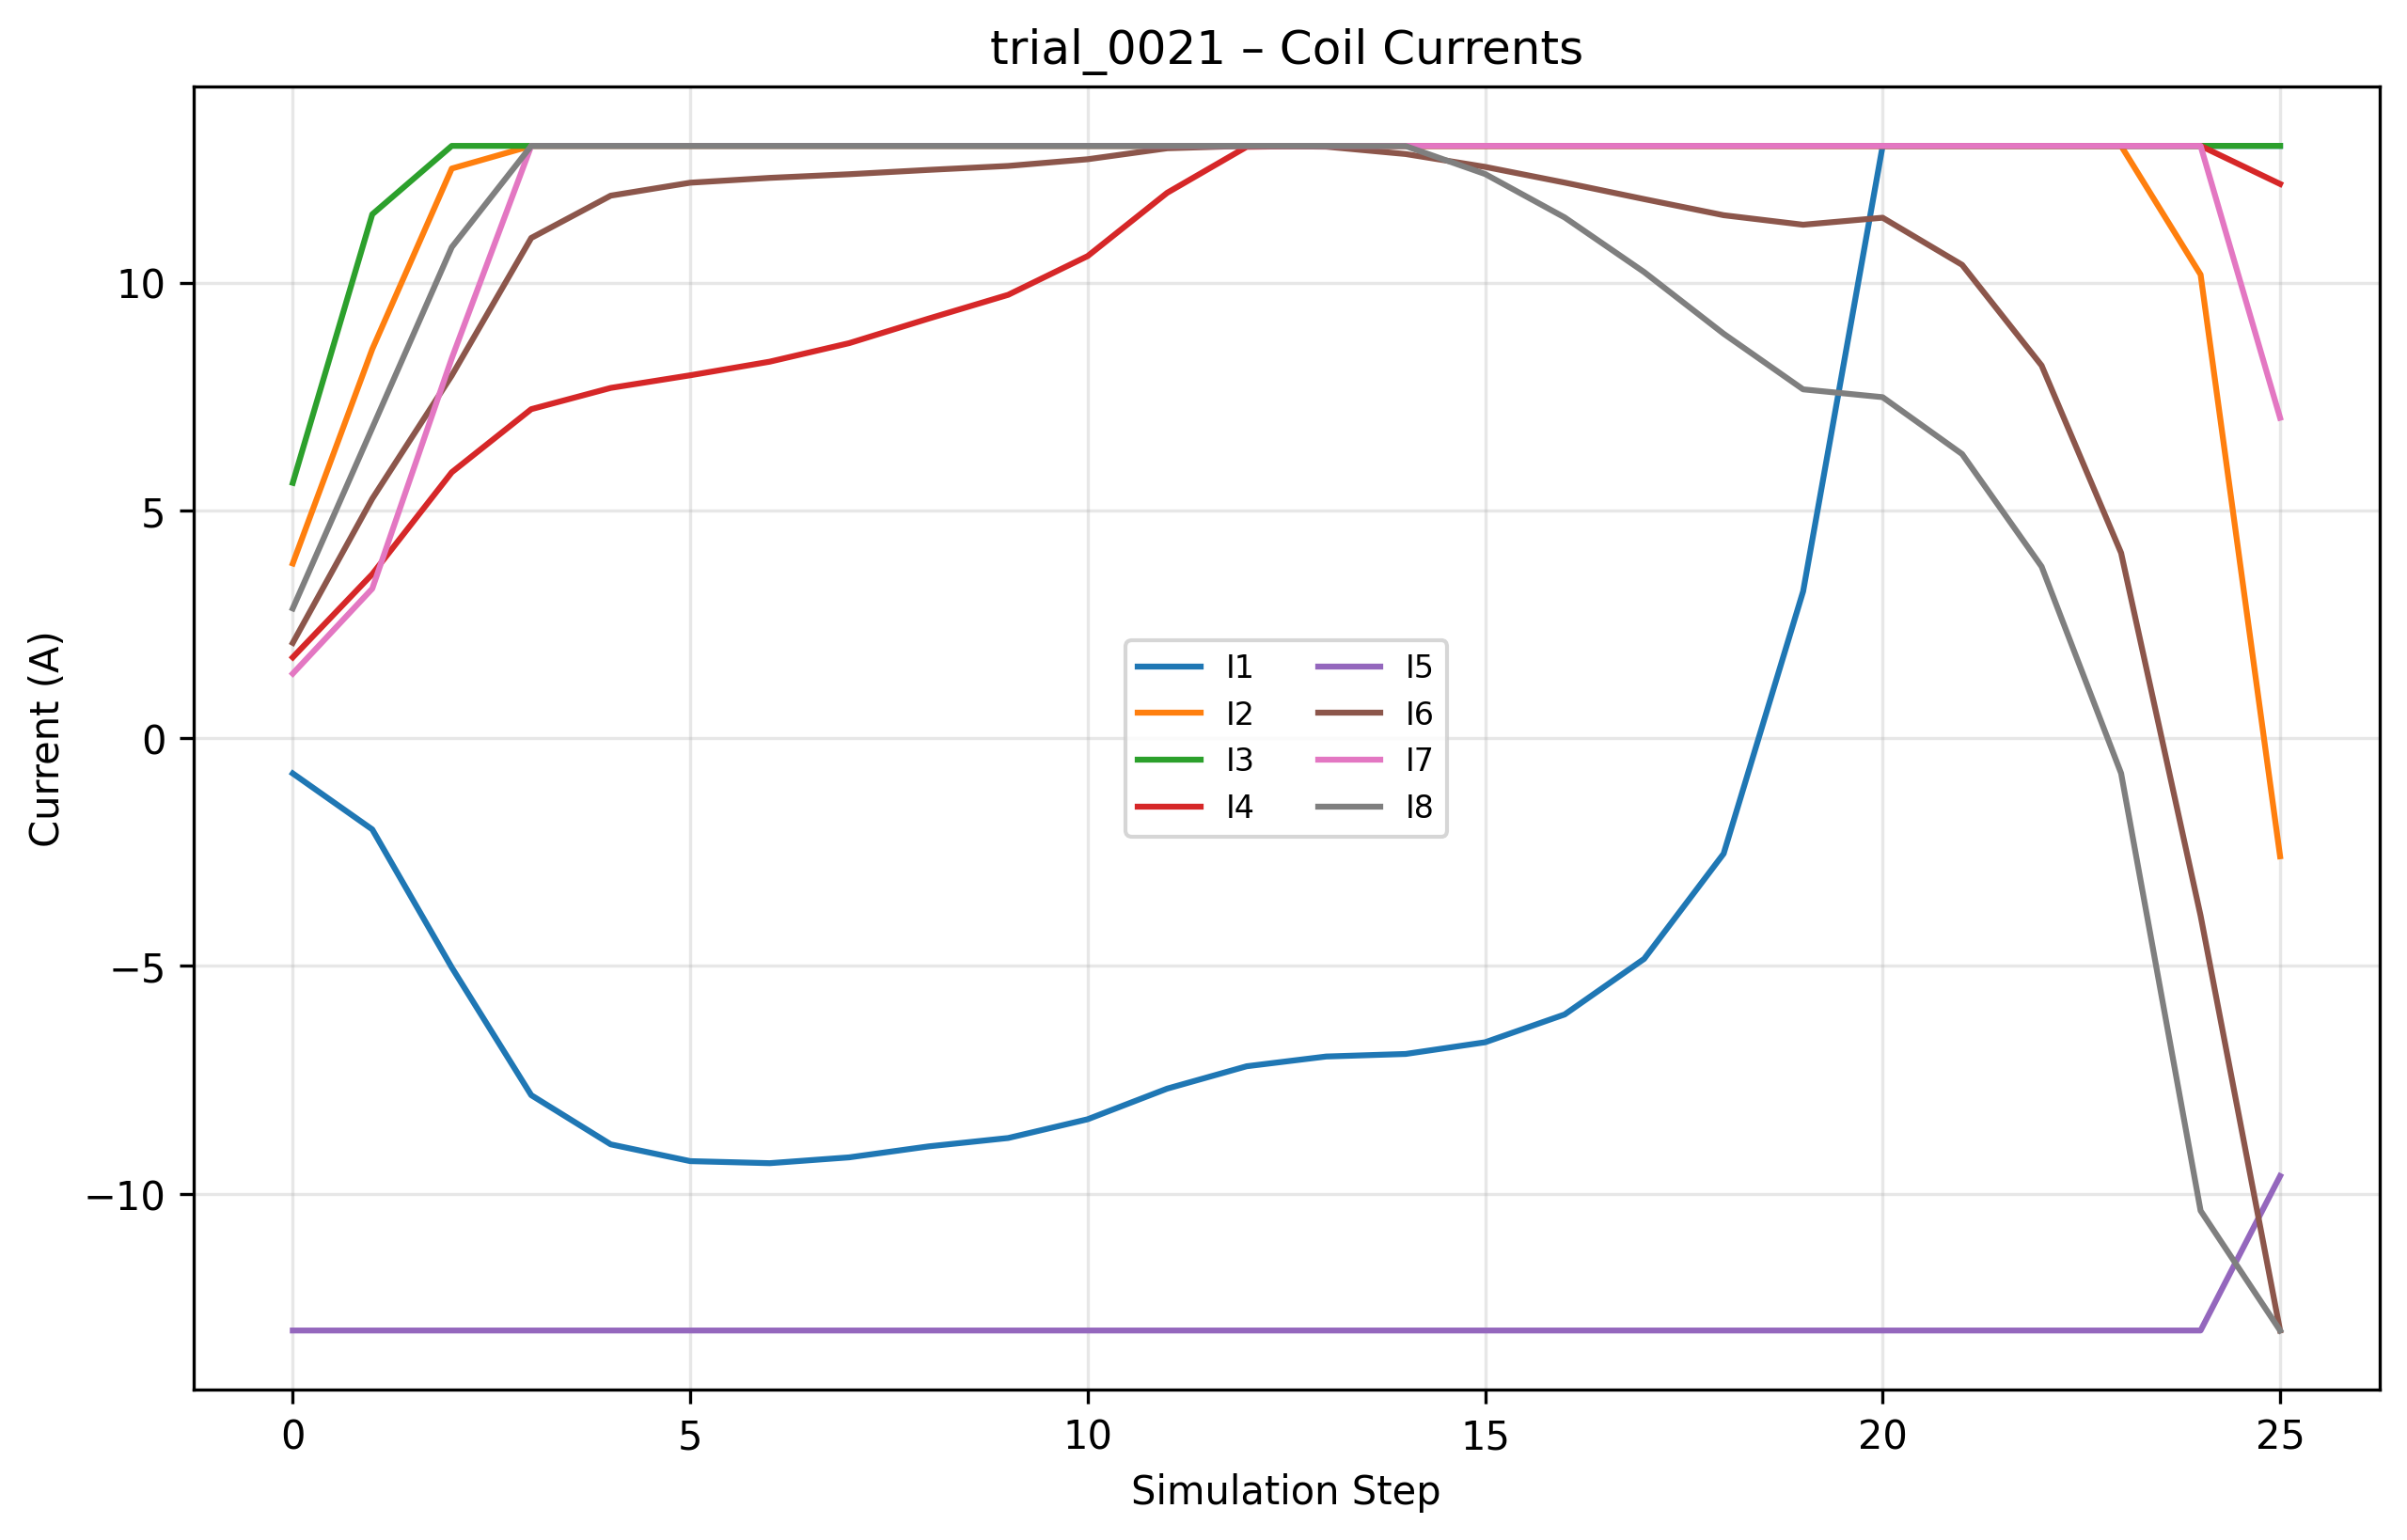 trial_0021 – Coil Currents
Current (A)
10
5
0
−5
−10
I1
I2
I3
I4
I5
I6
I7
I8
0
5
10
15
20
25
Simulation Step